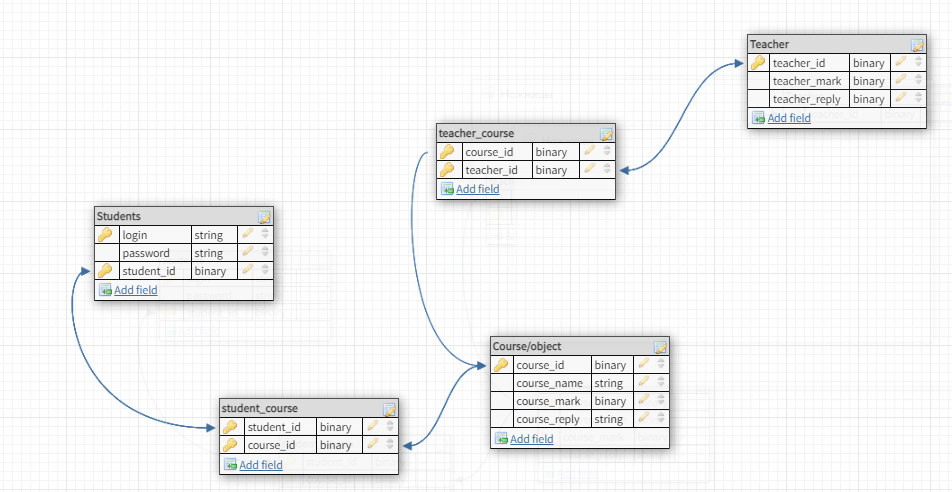 Teacher
teacher_id binary
teacher_mark binary
teacher_reply binary
Add field
teacher_course
course_id binary
teacher_id binary
Add field
Students
login string
password string
student_id binary
Add field
Course/object
course_id binary
course_name string
course_mark binary
course_reply string
Add field
student_course
student_id binary
course_id binary
Add field